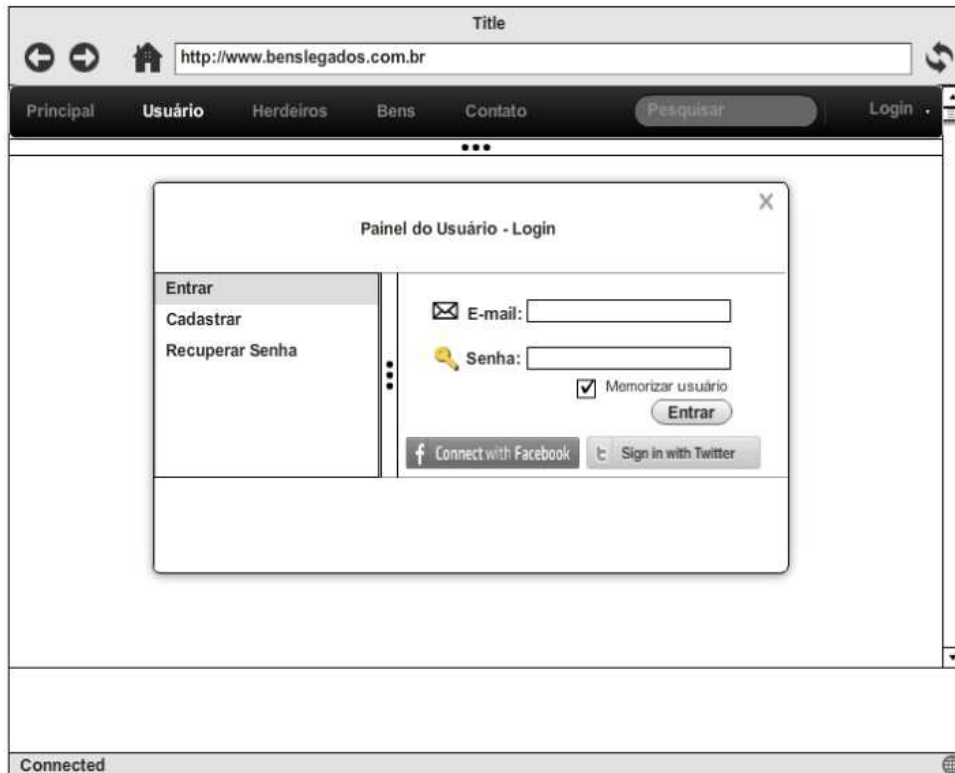 Title
http://www.benslegados.com.br
Principal Usuário Herdeiros Bens Contato Pesquisar Login
X
Painel do Usuário - Login
Entrar
Cadastrar
Recuperar Senha
E-mail:
Senha:
Memorizar usuário
Entrar
f Connect with Facebook t Sign in with Twitter
Connected